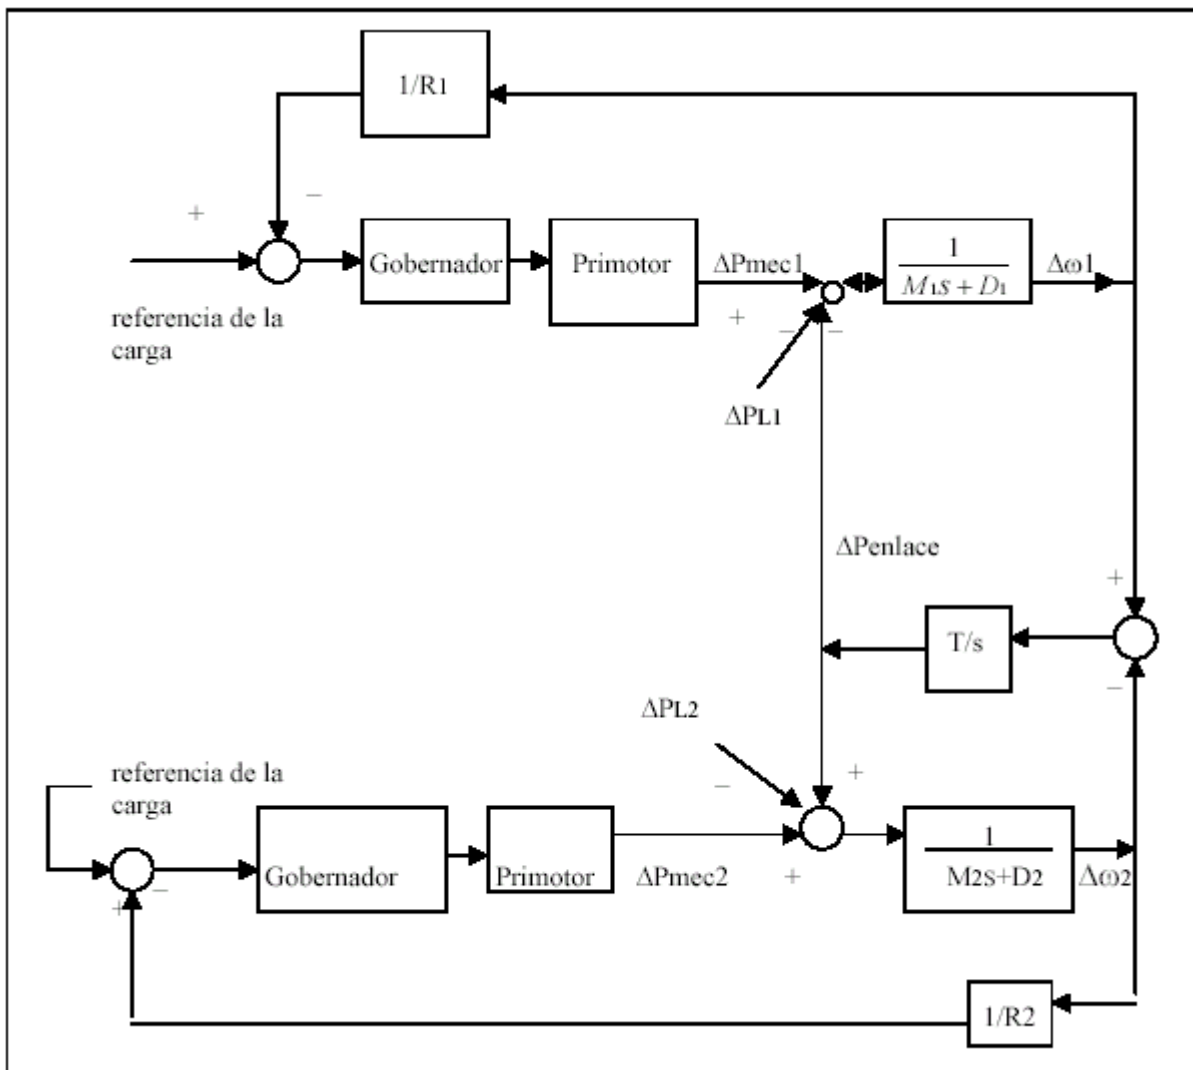 1/R1
+
−
Gobernador
Primotor
ΔPmec1
1
M1s + D1
Δω1
+
−
−
referencia de la
carga
ΔPL1
ΔPenlace
+
T/s
−
ΔPL2
−
+
referencia de la
carga
1
M2s+D2
Gobernador
Primotor
ΔPmec2
+
Δω2
−
+
1/R2